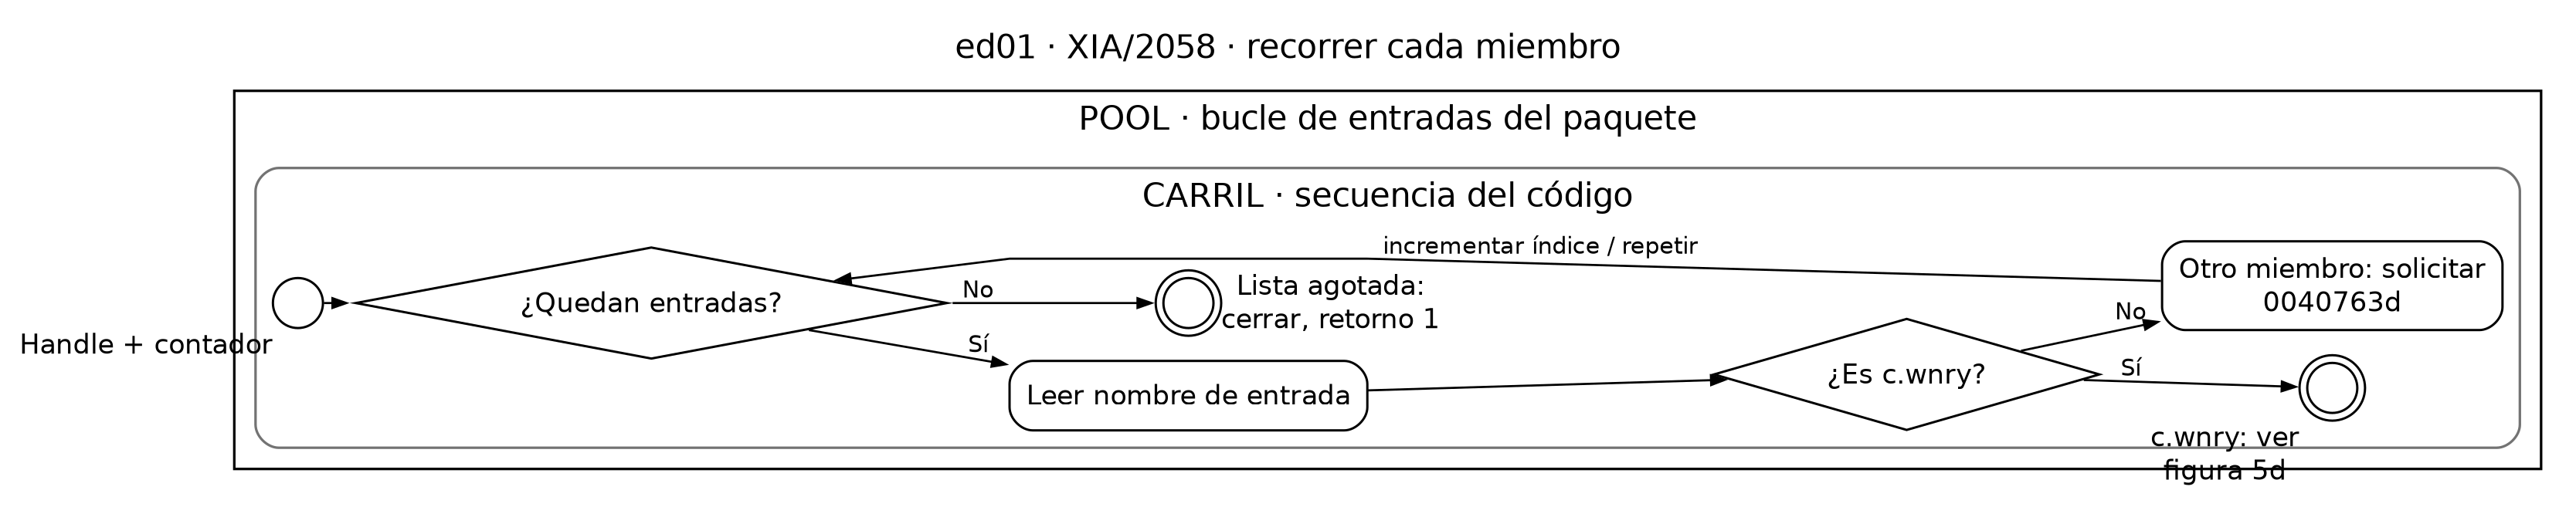 ed01 · XIA/2058 · recorrer cada miembro
POOL · bucle de entradas del paquete
CARRIL · secuencia del código
Handle + contador
¿Quedan entradas?
No
Lista agotada:
cerrar, retorno 1
Sí
Leer nombre de entrada
incrementar índice / repetir
¿Es c.wnry?
No
Otro miembro: solicitar
0040763d
Sí
c.wnry: ver
figura 5d